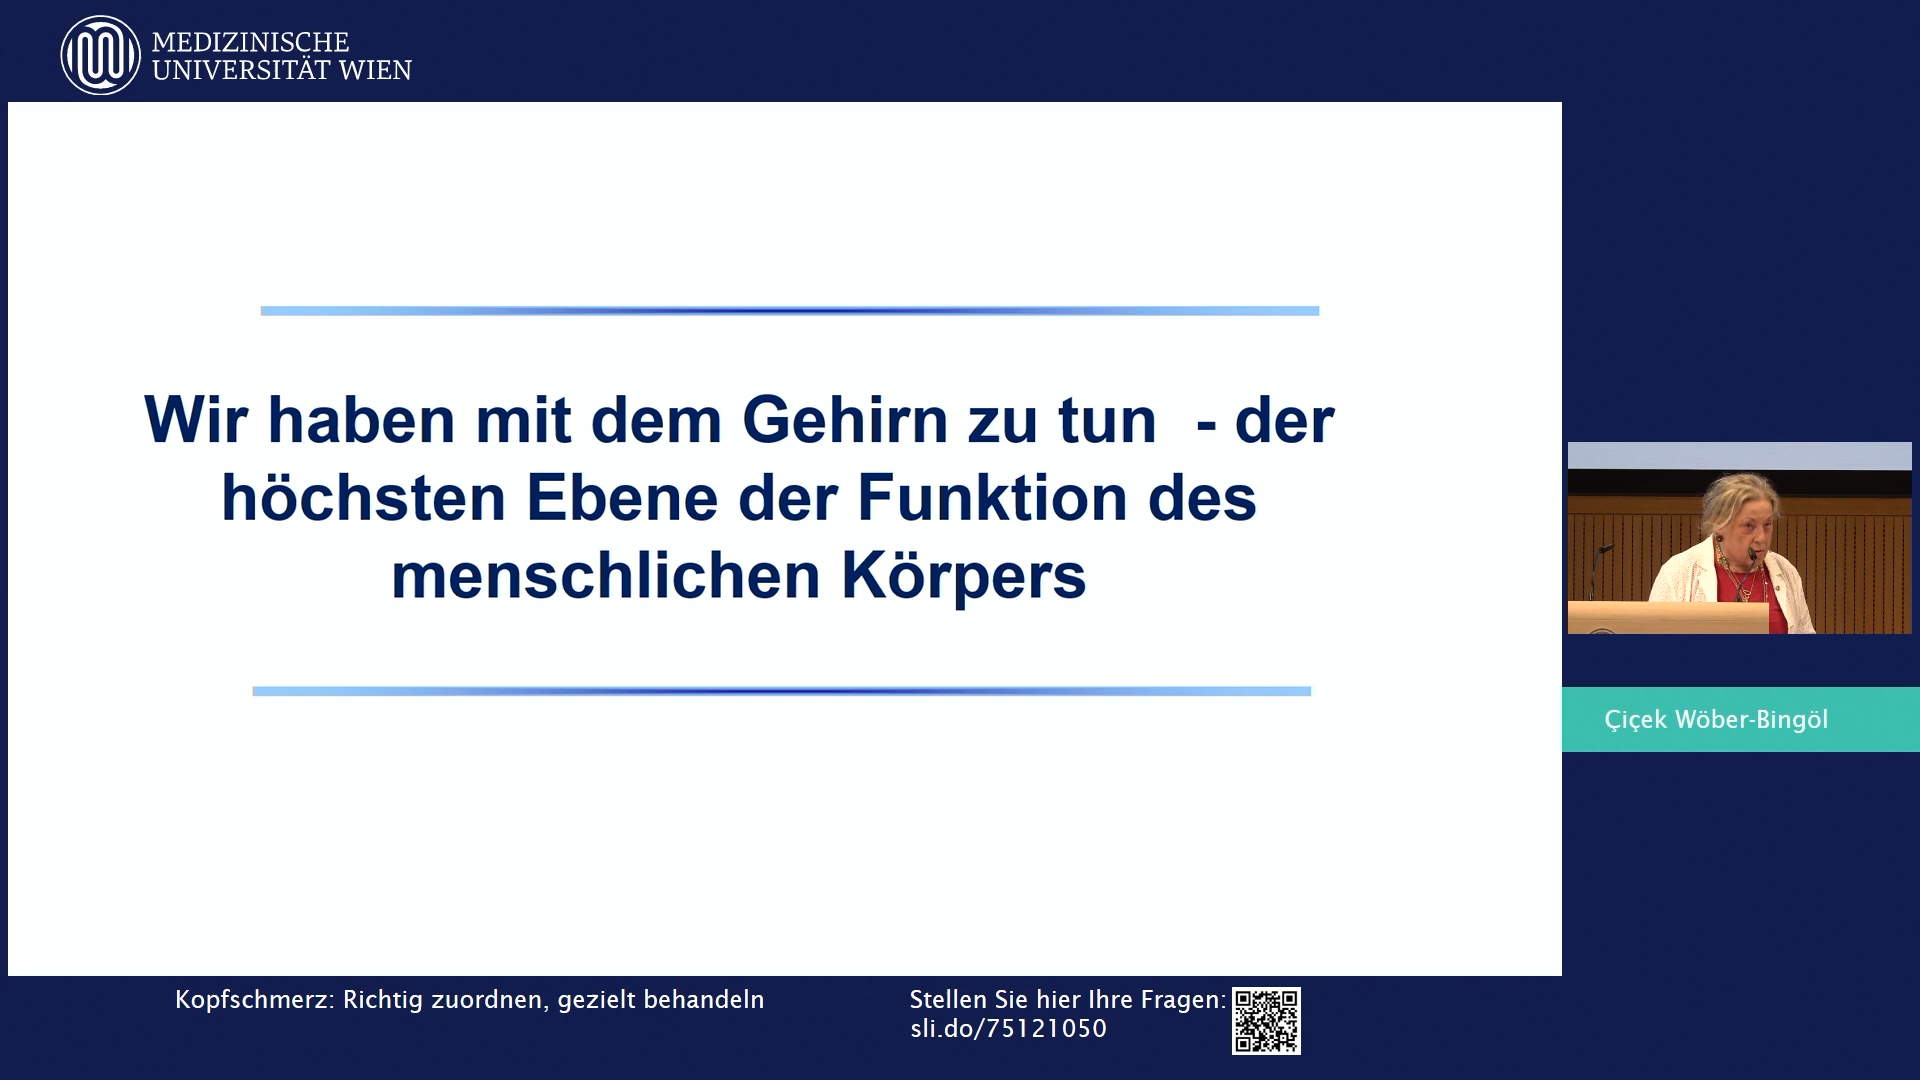 MEDIZINISCHE
UNIVERSITÄT WIEN
Wir haben mit dem Gehirn zu tun - der
höchsten Ebene der Funktion des
menschlichen Körpers
Çiçek Wöber-Bingöl
Kopfschmerz: Richtig zuordnen, gezielt behandeln
Stellen Sie hier Ihre Fragen:
sli.do/75121050